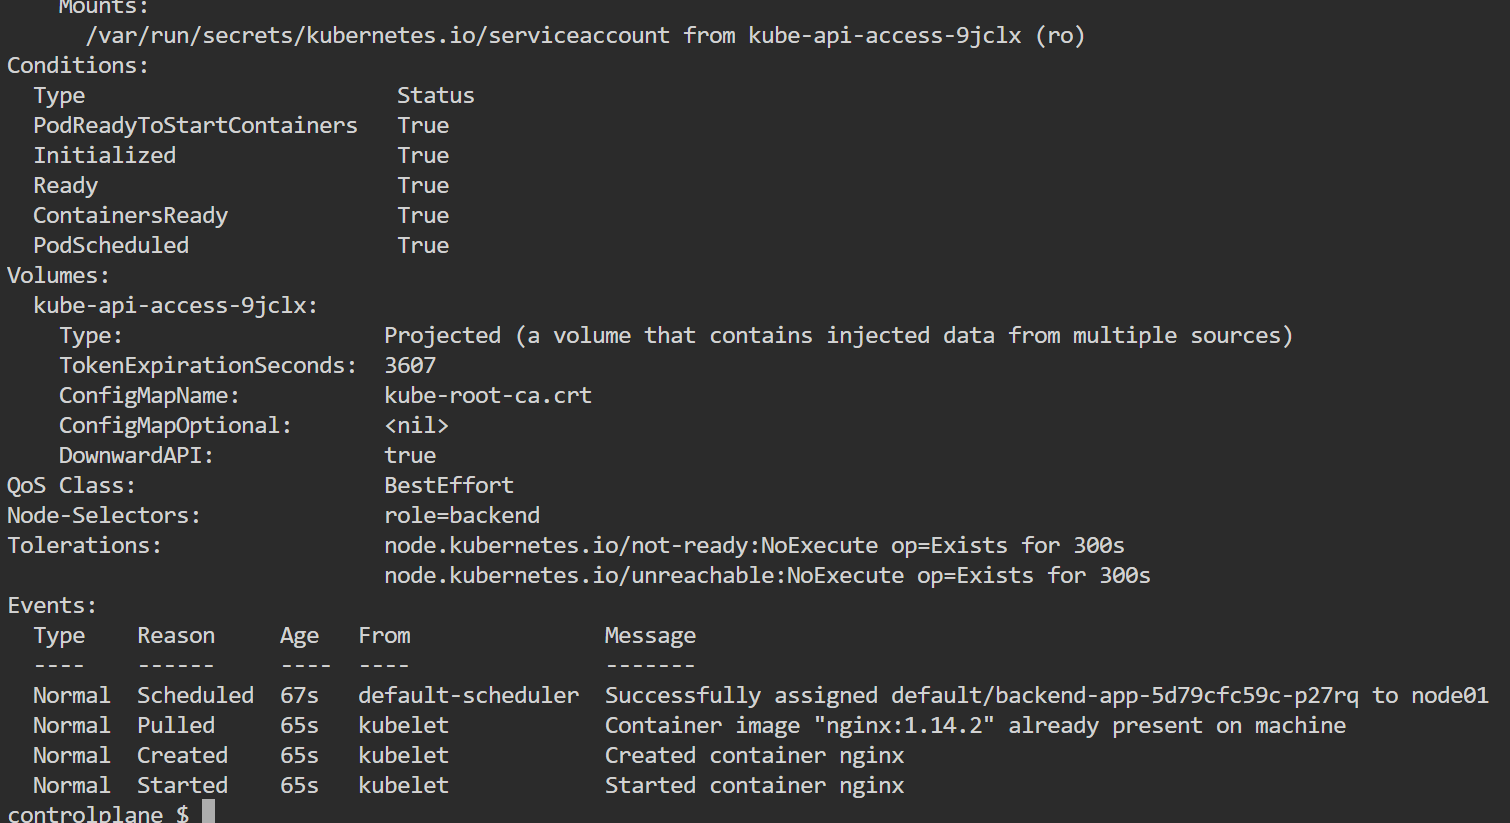 Mounts:
/var/run/secrets/kubernetes.io/serviceaccount from kube-api-access-9jclx (ro)
Conditions:
Type Status
PodReadyToStartContainers True
Initialized True
Ready True
ContainersReady True
PodScheduled True
Volumes:
kube-api-access-9jclx:
Type: Projected (a volume that contains injected data from multiple sources)
TokenExpirationSeconds: 3607
ConfigMapName: kube-root-ca.crt
ConfigMapOptional: <nil>
DownwardAPI: true
QoS Class: BestEffort
Node-Selectors: role=backend
Tolerations: node.kubernetes.io/not-ready:NoExecute op=Exists for 300s
node.kubernetes.io/unreachable:NoExecute op=Exists for 300s
Events:
Type Reason Age From Message
---- ------ ---- ---- -------
Normal Scheduled 67s default-scheduler Successfully assigned default/backend-app-5d79cfc59c-p27rq to node01
Normal Pulled 65s kubelet Container image "nginx:1.14.2" already present on machine
Normal Created 65s kubelet Created container nginx
Normal Started 65s kubelet Started container nginx
controlplane $